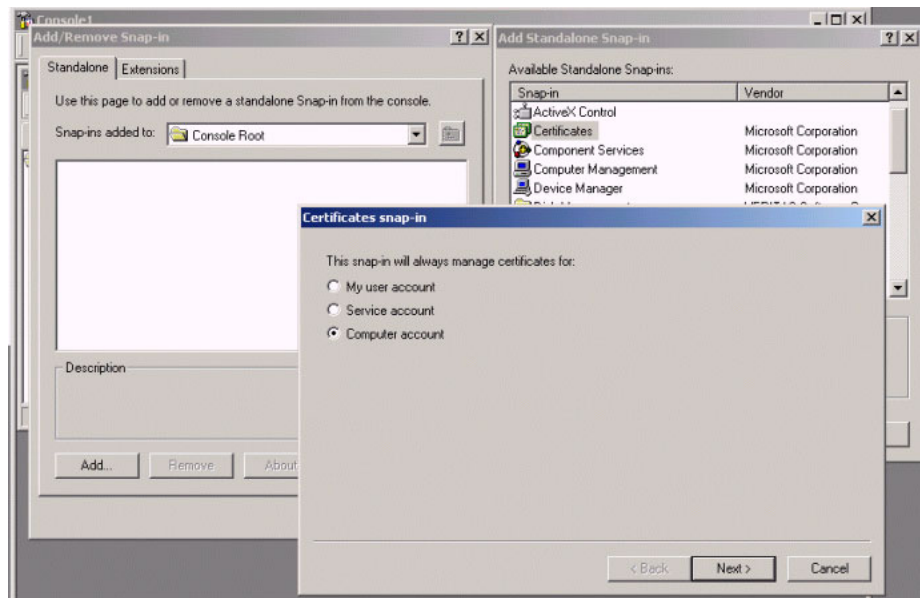 Console1
Add/Remove Snap-in
Standalone
Extensions
Use this page to add or remove a standalone Snap-in from the console.
Snap-ins added to:
Console Root
Description
Add...
Remove
About
Add Standalone Snap-in
Available Standalone Snap-ins:
Snap-in
Vendor
ActiveX Control
Certificates
Microsoft Corporation
Component Services
Microsoft Corporation
Computer Management
Microsoft Corporation
Device Manager
Microsoft Corporation
Certificates snap-in
This snap-in will always manage certificates for:
My user account
Service account
Computer account
< Back
Next >
Cancel